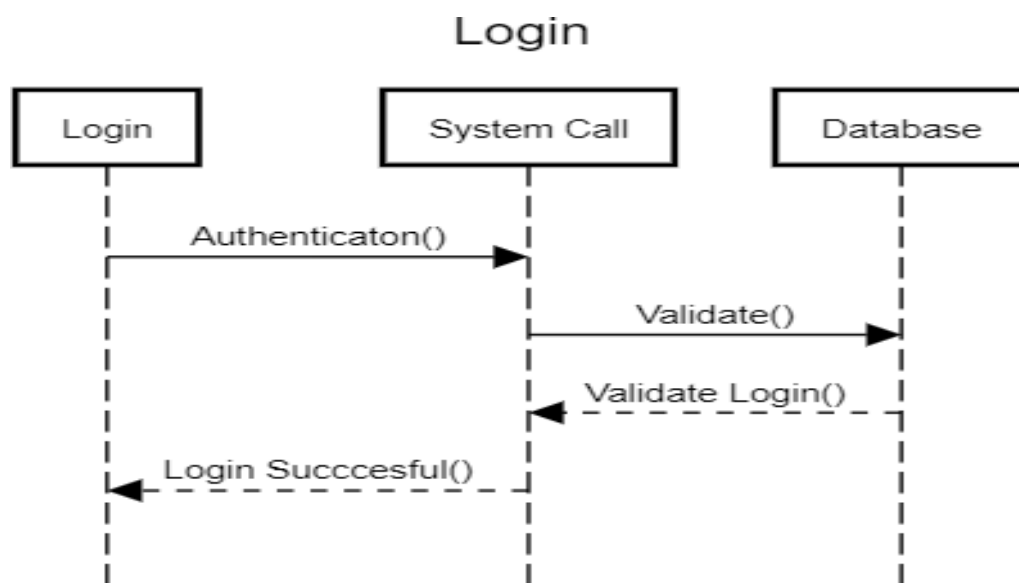 Login
Login
System Call
Database
Authenticaton()
Validate()
Validate Login()
Login Succcesful()